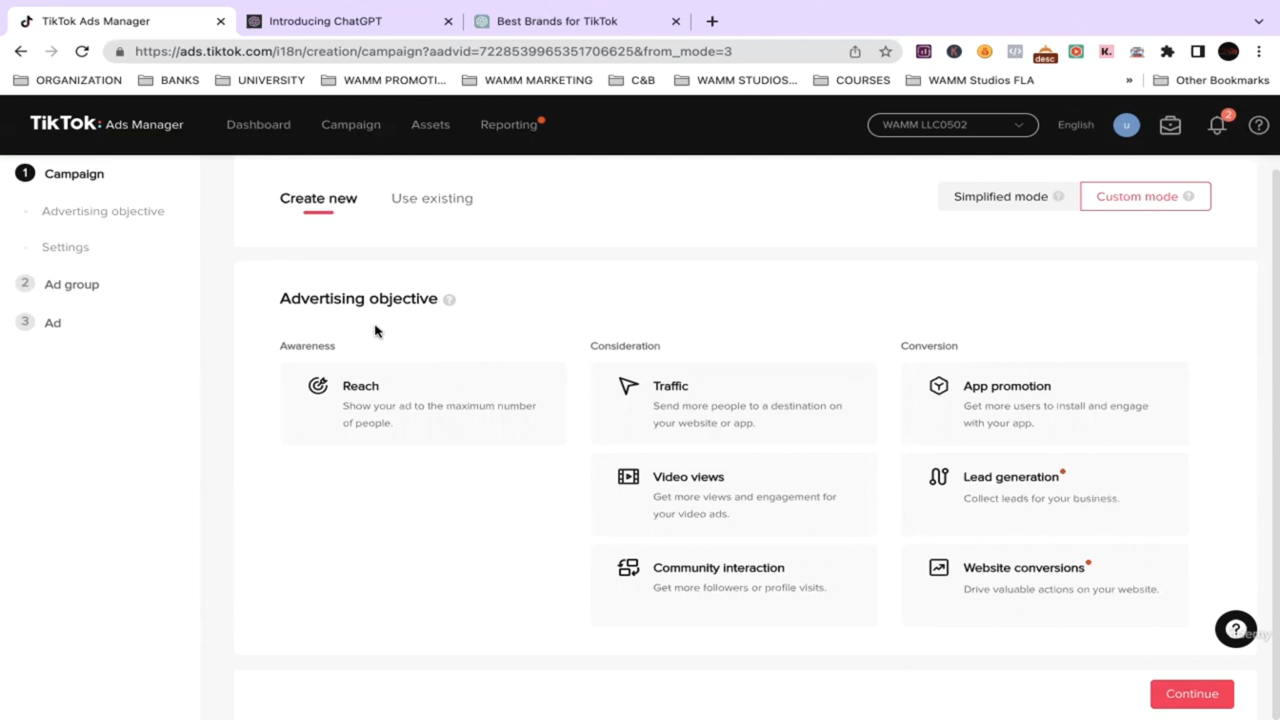 TikTok Ads Manager
Introducing ChatGPT
Best Brands for TikTok
https://ads.tiktok.com/i18n/creation/campaign?aadvid=7228539965351706625&from_mode=3
desc
K.
ORGANIZATION BANKS UNIVERSITY WAMM PROMOTI... WAMM MARKETING C&B WAMM STUDIOS... COURSES WAMM Studios FLA » Other Bookmarks
TikTok: Ads Manager Dashboard Campaign Assets Reporting WAMM LLC0502 English u 2 ?
1 Campaign
Advertising objective
Settings
2 Ad group
3 Ad
Create new Use existing Simplified mode ? Custom mode ?
Advertising objective ?
Awareness Consideration Conversion
Reach
Show your ad to the maximum number
of people.
Traffic
Send more people to a destination on
your website or app.
App promotion
Get more users to install and engage
with your app.
Video views
Get more views and engagement for
your video ads.
Lead generation
Collect leads for your business.
Community interaction
Get more followers or profile visits.
Website conversions
Drive valuable actions on your website.
?
Continue